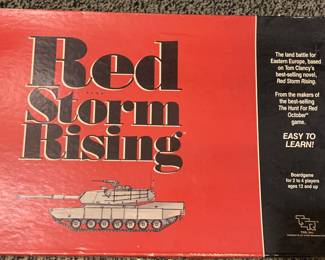 Red
Storm
Rising
The land battle for
Eastern Europe, based
on Tom Clancy's
best-selling novel,
Red Storm Rising.
From the makers of
the best-selling
The Hunt For Red
October
game.
EASY TO
LEARN!
Boardgame
for 2 to 4 players
ages 12 and up